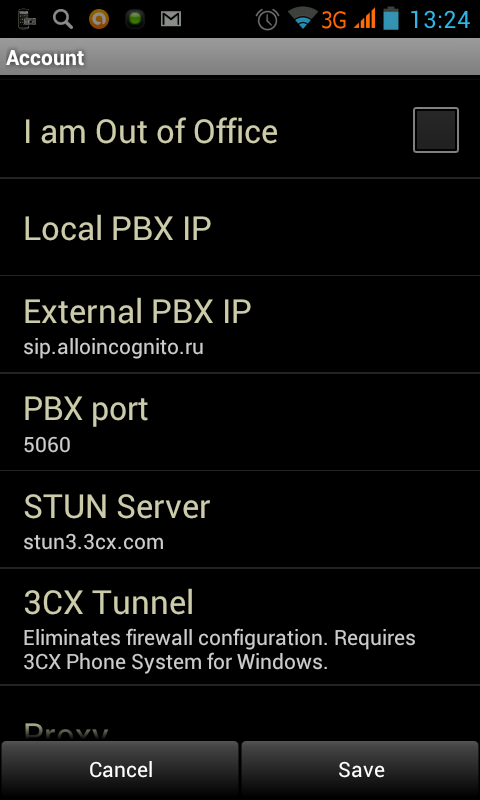 3G 13:24
Account
I am Out of Office
Local PBX IP
External PBX IP
sip.alloincognito.ru
PBX port
5060
STUN Server
stun3.3cx.com
3CX Tunnel
Eliminates firewall configuration. Requires
3CX Phone System for Windows.
Proxy
Cancel Save